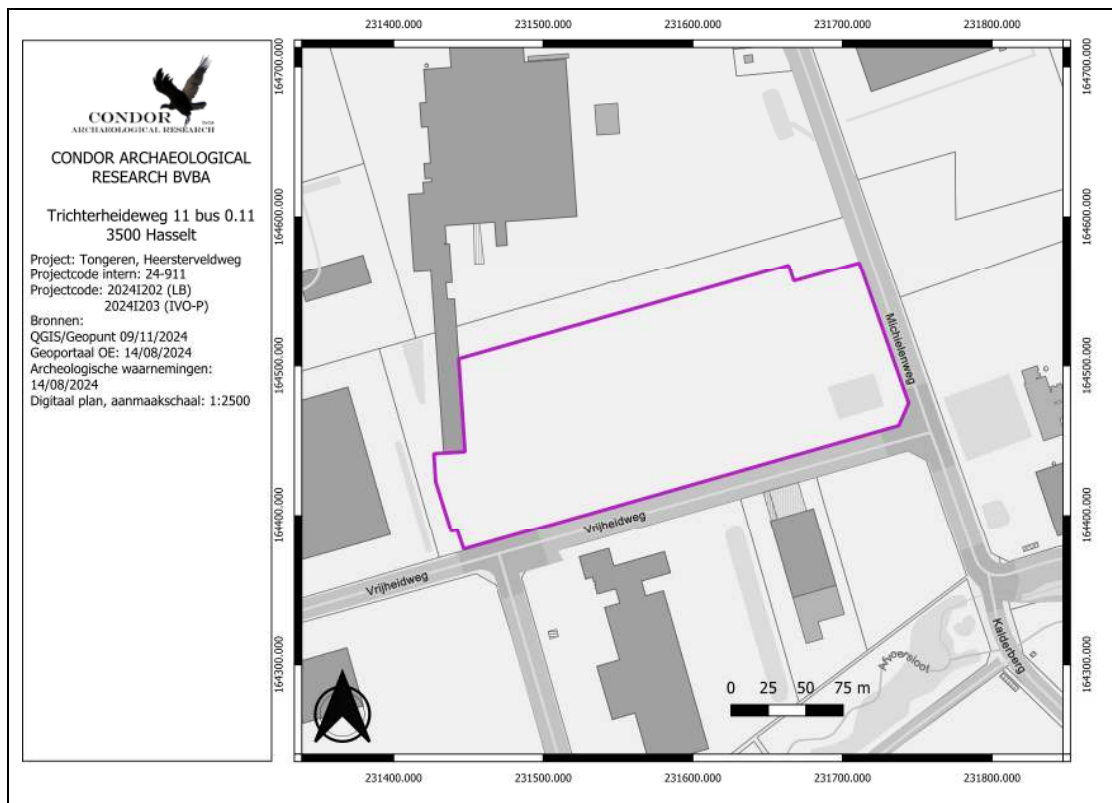 CONDOR
ARCHAEOLOGICAL RESEARCH
CONDOR ARCHAEOLOGICAL
RESEARCH BVBA
Trichterheideweg 11 bus 0.11
3500 Hasselt
Project: Tongeren, Heersterveldweg
Projectcode intern: 24-911
Projectcode: 2024I202 (LB)
2024I203 (IVO-P)
Bronnen:
QGIS/Geopunt 09/11/2024
Geoportaal OE: 14/08/2024
Archeologische waarnemingen:
14/08/2024
Digitaal plan, aanmaakschaal: 1:2500
231400.000 231500.000 231600.000 231700.000 231800.000
164700.000 164700.000
164600.000 164600.000
164500.000 164500.000
164400.000 164400.000
164300.000 164300.000
Michielenweg
Vrijheidweg
Vrijheidweg
Kalderberg
0 25 50 75 m
231400.000 231500.000 231600.000 231700.000 231800.000